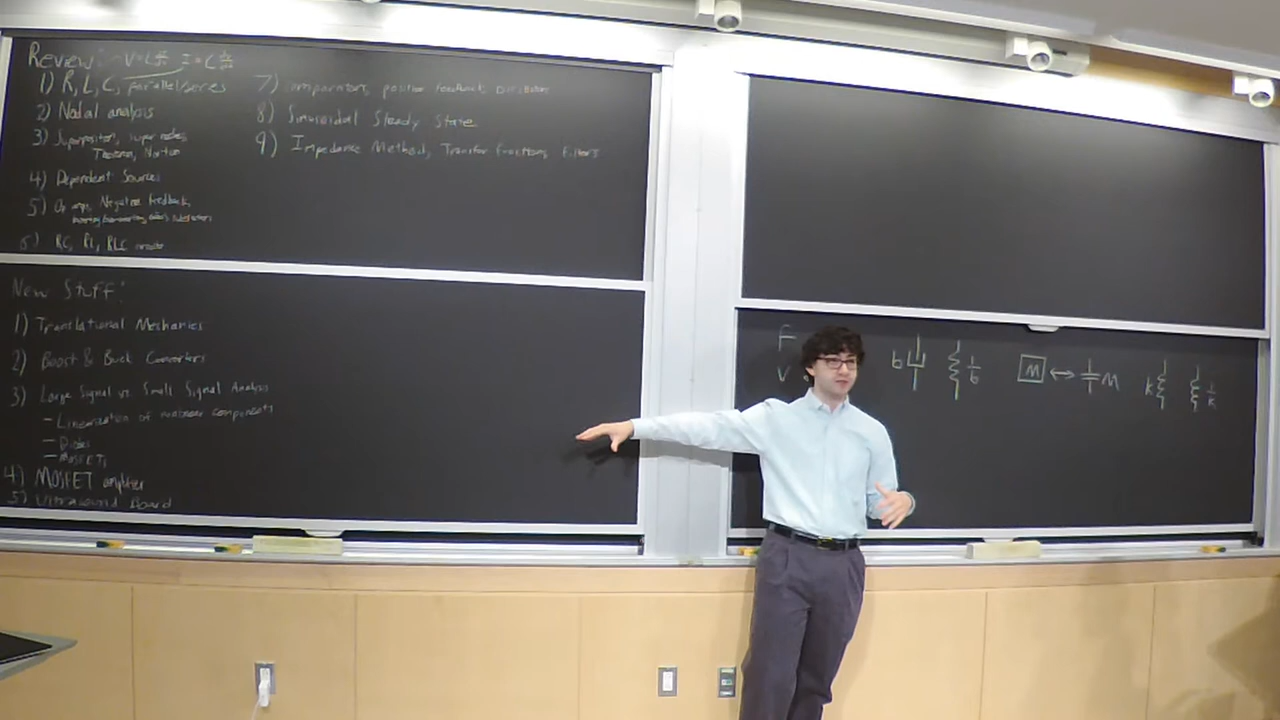 Review: V = L di/dt I = C dv/dt
1) R, L, C, parallel/series
2) Nodal analysis
3) Superposition, super nodes
Thevenin, Norton
4) Dependent Sources
5) Op amps, Negative feedback,
6) RC, RL, RLC circuits
7) Comparators, positive feedback,
8) Sinusoidal Steady State
9) Impedance Method, Transfer functions, Filters
New Stuff:
1) Translational Mechanics
2) Boost & Buck Converters
3) Large Signal vs. Small Signal Analysis
- Linearization of nonlinear components
- Diodes
- MOSFETs
4) MOSFET amplifier
5) Ultrasound Board
F
V
b 1/b M ↔ M k 1/k